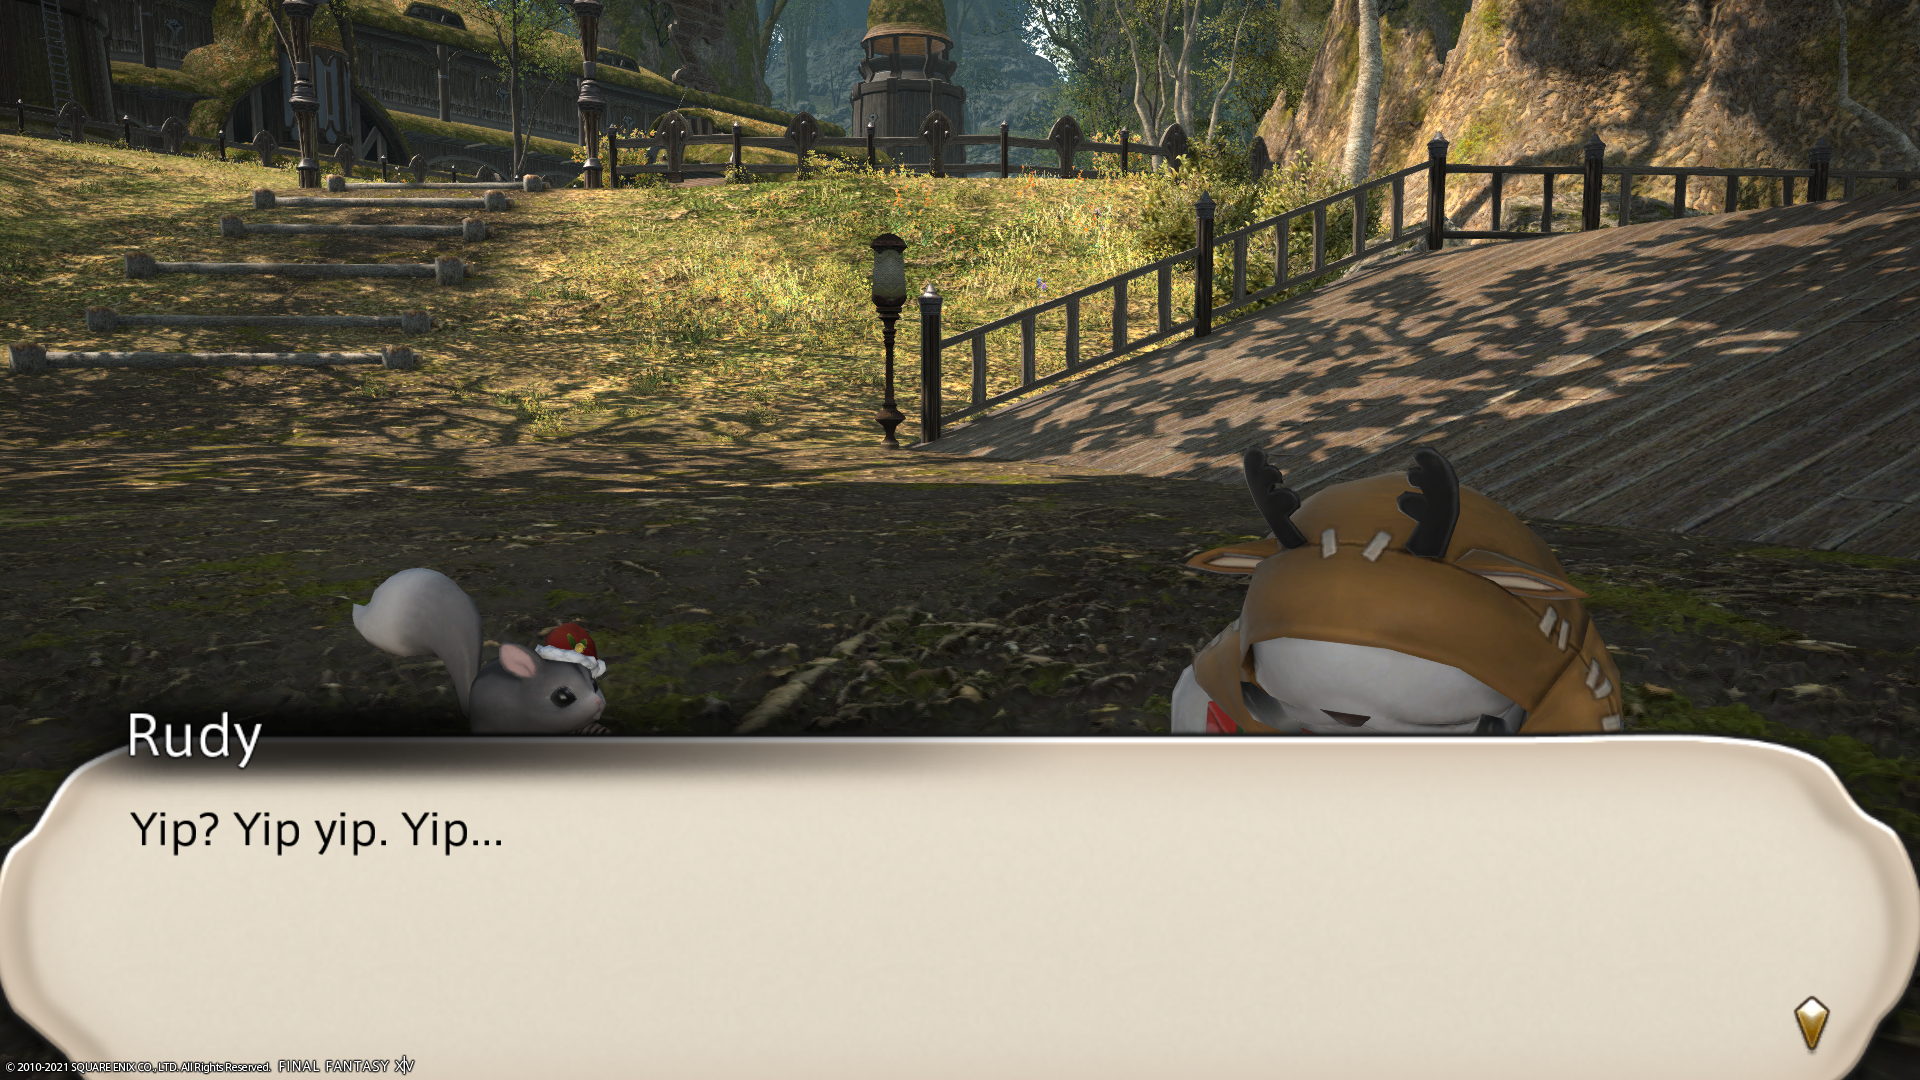 Rudy
Yip? Yip yip. Yip...
© 2010-2021 SQUARE ENIX CO., LTD. All Rights Reserved. FINAL FANTASY XIV